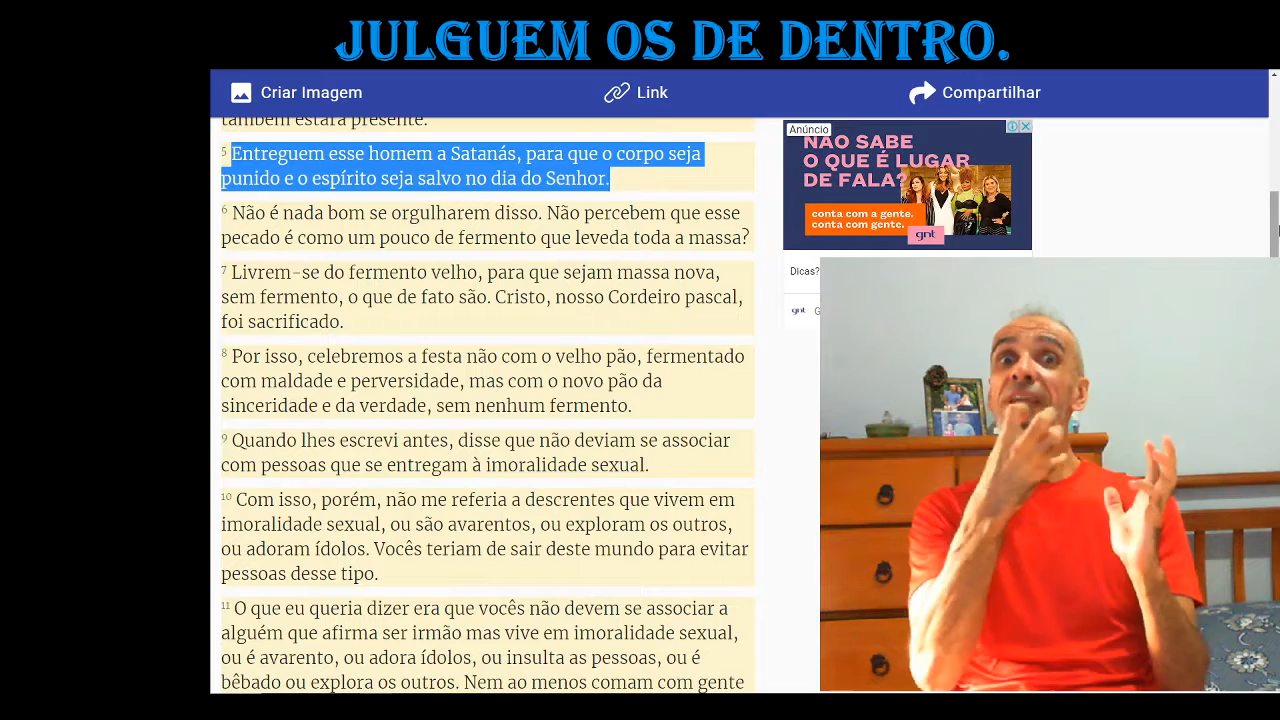 JULGUEM OS DE DENTRO.
Criar Imagem
Link
Compartilhar
também estará presente.
5 Entreguem esse homem a Satanás, para que o corpo seja
punido e o espírito seja salvo no dia do Senhor.
6 Não é nada bom se orgulharem disso. Não percebem que esse
pecado é como um pouco de fermento que leveda toda a massa?
7 Livrem-se do fermento velho, para que sejam massa nova,
sem fermento, o que de fato são. Cristo, nosso Cordeiro pascal,
foi sacrificado.
8 Por isso, celebremos a festa não com o velho pão, fermentado
com maldade e perversidade, mas com o novo pão da
sinceridade e da verdade, sem nenhum fermento.
9 Quando lhes escrevi antes, disse que não deviam se associar
com pessoas que se entregam à imoralidade sexual.
10 Com isso, porém, não me referia a descrentes que vivem em
imoralidade sexual, ou são avarentos, ou exploram os outros,
ou adoram ídolos. Vocês teriam de sair deste mundo para evitar
pessoas desse tipo.
11 O que eu queria dizer era que vocês não devem se associar a
alguém que afirma ser irmão mas vive em imoralidade sexual,
ou é avarento, ou adora ídolos, ou insulta as pessoas, ou é
bêbado ou explora os outros. Nem ao menos comam com gente
Anúncio
NÃO SABE
O QUE É LUGAR
DE FALA?
conta com a gente.
conta com gente.
gnt
Dicas?
gnt G